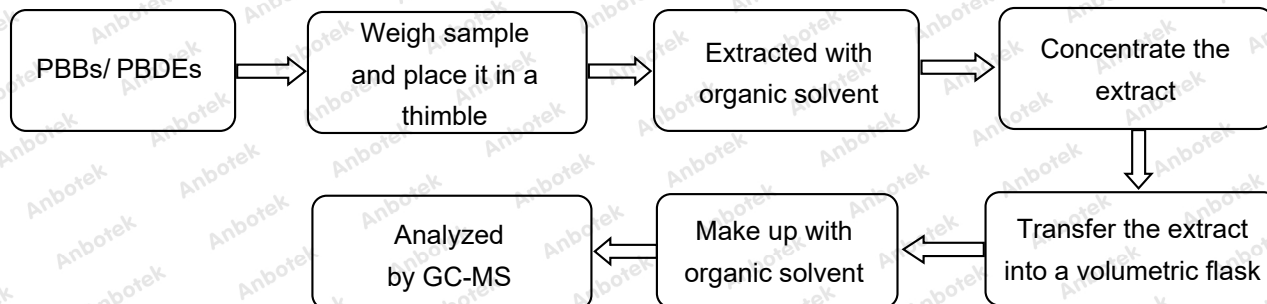 PBBs/ PBDEs
Weigh sample
and place it in a
thimble
Extracted with
organic solvent
Concentrate the
extract
Transfer the extract
into a volumetric flask
Make up with
organic solvent
Analyzed
by GC-MS
Anbotek